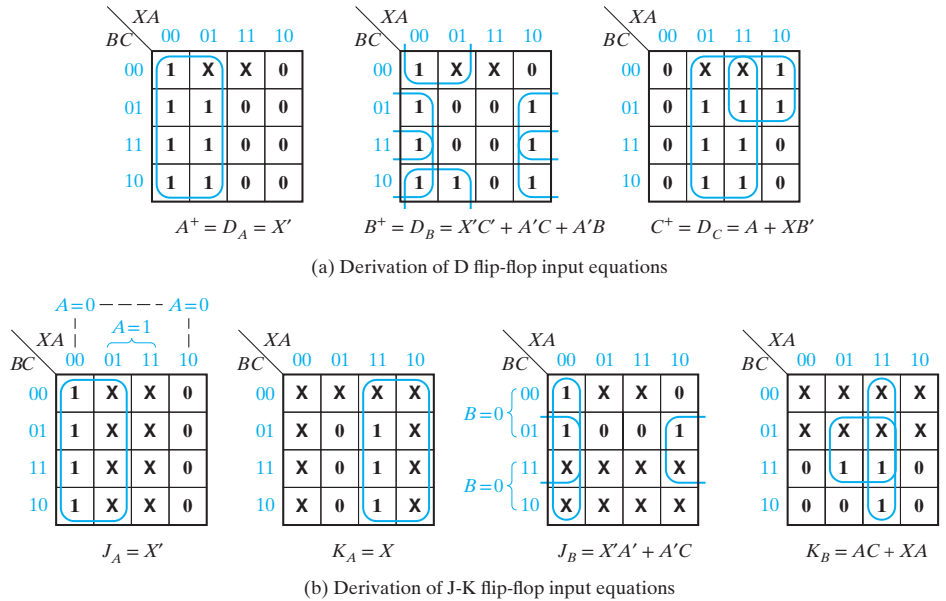 XA XA XA
BC 00 01 11 10 BC 00 01 11 10 BC 00 01 11 10
00 1 X X 0 00 1 X X 0 00 0 X X 1
01 1 1 0 0 01 1 0 0 1 01 0 1 1 1
11 1 1 0 0 11 1 0 0 1 11 0 1 1 0
10 1 1 0 0 10 1 1 0 1 10 0 1 1 0
A⁺ = D_A = X′ B⁺ = D_B = X′C′ + A′C + A′B C⁺ = D_C = A + XB′
(a) Derivation of D flip-flop input equations
A=0 A=0
A=1
XA XA XA XA
BC 00 01 11 10 BC 00 01 11 10 BC 00 01 11 10 BC 00 01 11 10
00 1 X X 0 00 X X X X 00 1 X X 0 00 X X X X
B=0
01 1 X X 0 01 X 0 1 X 01 1 0 0 1 01 X X X X
11 1 X X 0 11 X 0 1 X 11 X X X X 11 0 1 1 0
B=0
10 1 X X 0 10 X 0 1 X 10 X X X X 10 0 0 1 0
J_A = X′ K_A = X J_B = X′A′ + A′C K_B = AC + XA
(b) Derivation of J-K flip-flop input equations